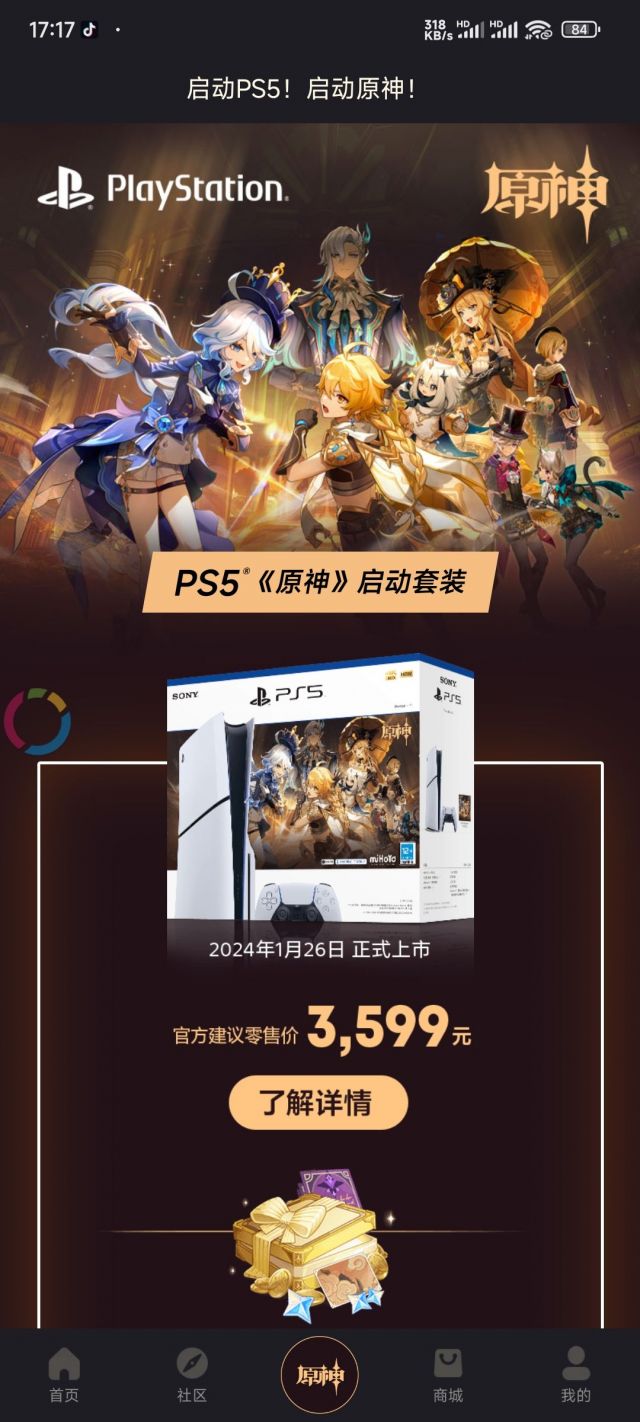 17:17
318 KB/s
HD
HD
84
启动PS5！启动原神！
PlayStation®
原神
PS5®《原神》启动套装
SONY
PS5
原神
SONY
PS5
miHoYo
12+
2024年1月26日 正式上市
官方建议零售价 3,599元
了解详情
首页
社区
原神
商城
我的